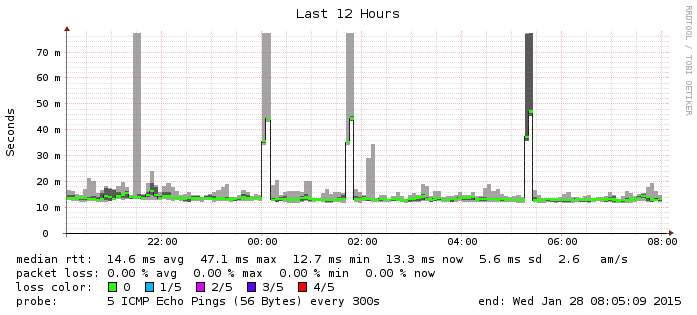 Last 12 Hours
RRDTOOL / TOBI OETIKER
Seconds
70 m
60 m
50 m
40 m
30 m
20 m
10 m
0
22:00 00:00 02:00 04:00 06:00 08:00
median rtt: 14.6 ms avg 47.1 ms max 12.7 ms min 13.3 ms now 5.6 ms sd 2.6 am/s
packet loss: 0.00 % avg 0.00 % max 0.00 % min 0.00 % now
loss color: 0 1/5 2/5 3/5 4/5
probe: 5 ICMP Echo Pings (56 Bytes) every 300s end: Wed Jan 28 08:05:09 2015